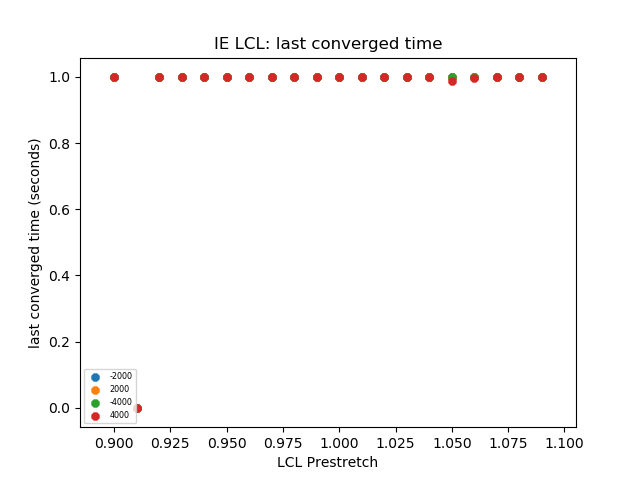 IE LCL: last converged time
last converged time (seconds)
1.0
0.8
0.6
0.4
0.2
0.0
-2000
2000
-4000
4000
0.900 0.925 0.950 0.975 1.000 1.025 1.050 1.075 1.100
LCL Prestretch